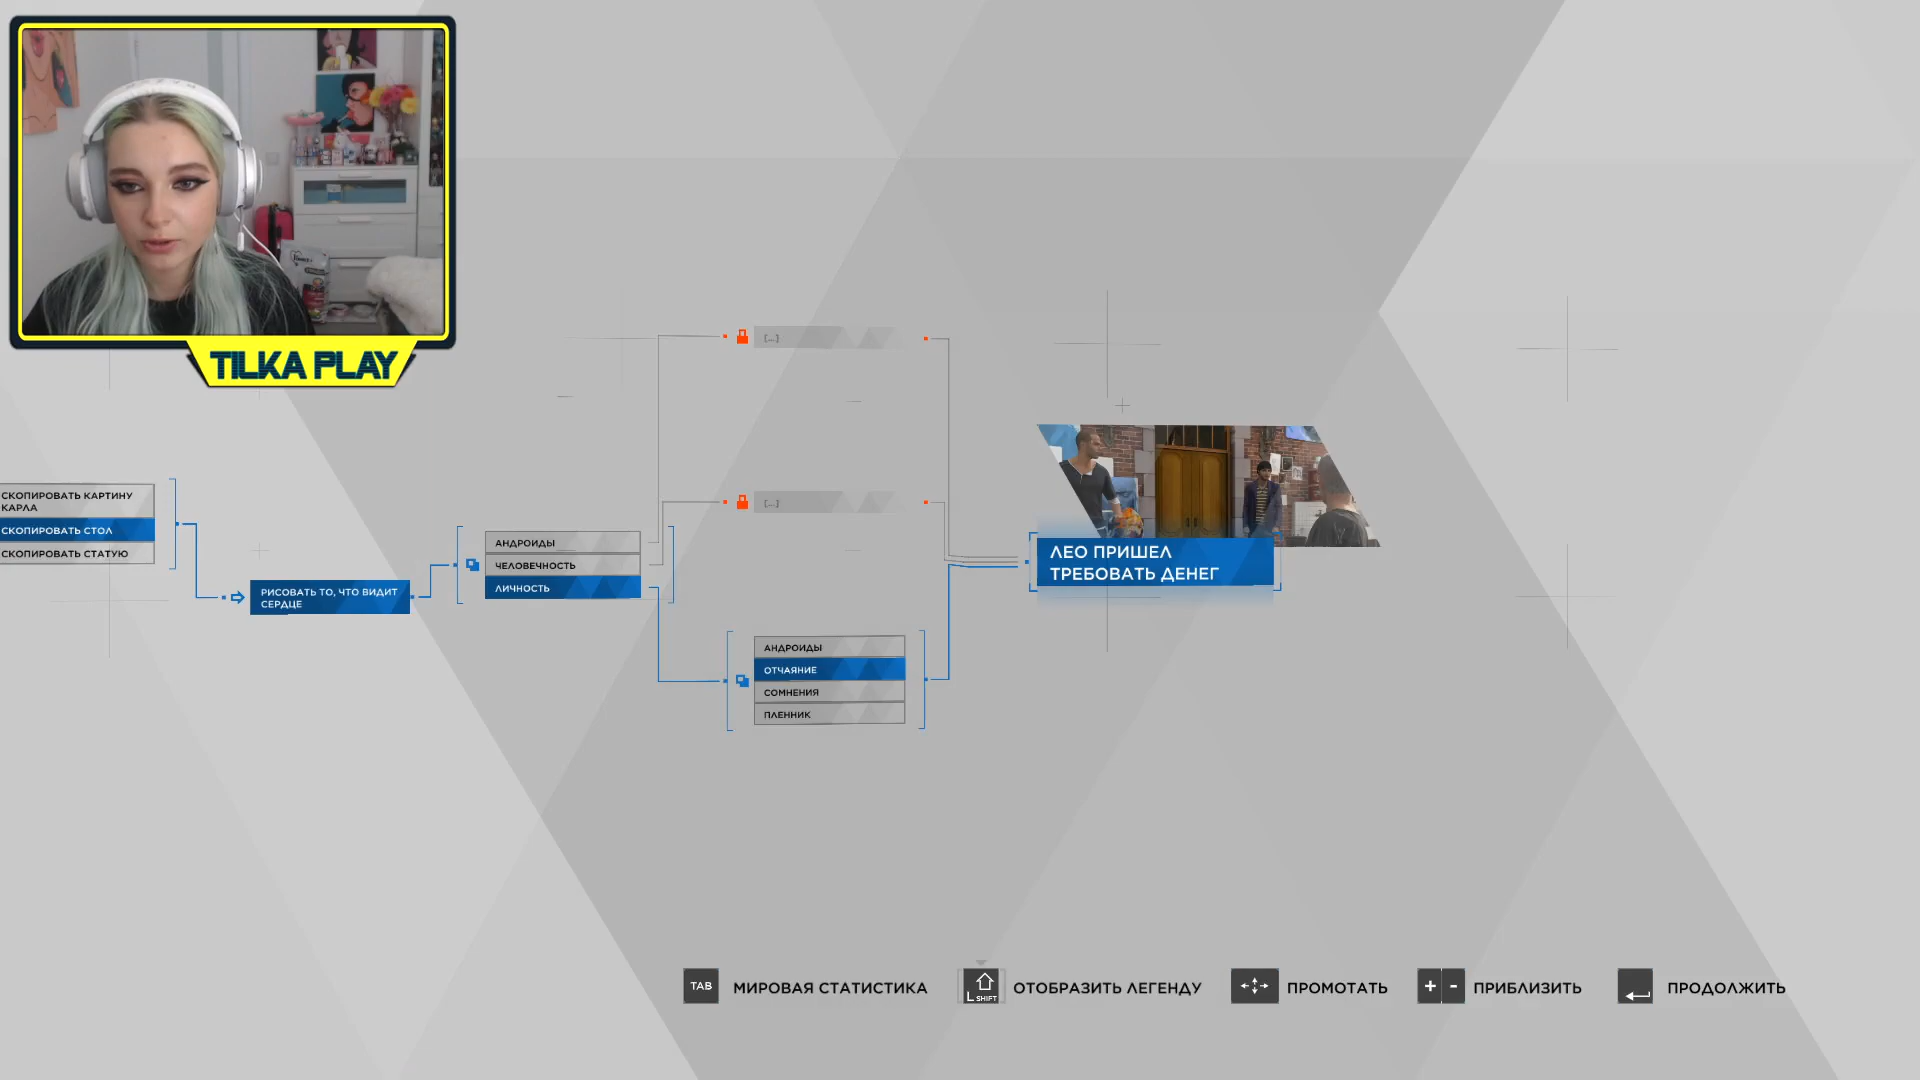 TILKA PLAY
[...]
[...]
СКОПИРОВАТЬ КАРТИНУ
КАРЛА
СКОПИРОВАТЬ СТОЛ
СКОПИРОВАТЬ СТАТУЮ
РИСОВАТЬ ТО, ЧТО ВИДИТ
СЕРДЦЕ
АНДРОИДЫ
ЧЕЛОВЕЧНОСТЬ
ЛИЧНОСТЬ
АНДРОИДЫ
ОТЧАЯНИЕ
СОМНЕНИЯ
ПЛЕННИК
ЛЕО ПРИШЕЛ
ТРЕБОВАТЬ ДЕНЕГ
TAB МИРОВАЯ СТАТИСТИКА L SHIFT ОТОБРАЗИТЬ ЛЕГЕНДУ ПРОМОТАТЬ + - ПРИБЛИЗИТЬ ПРОДОЛЖИТЬ